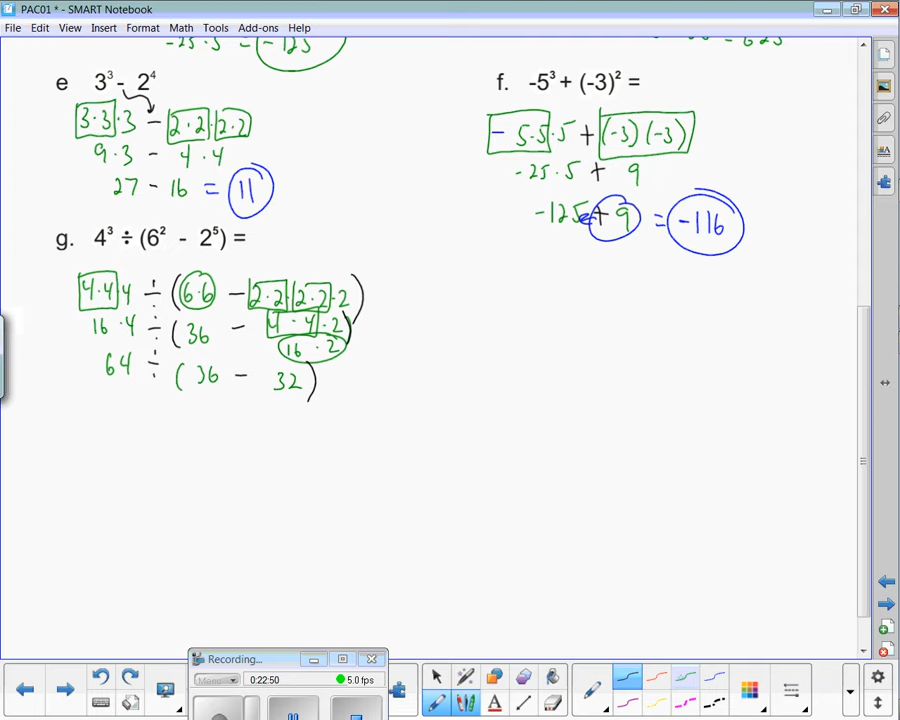 PAC01 * - SMART Notebook
File Edit View Insert Format Math Tools Add-ons Help
-25·5 = -125
= 625
e 3³ - 2⁴
3·3·3 - 2·2·2·2
9·3 - 4·4
27 - 16 = 11
f. -5³ + (-3)² =
-5·5·5 + (-3)(-3)
-25·5 + 9
-125 + 9 = -116
g. 4³ ÷ (6² - 2⁵) =
4·4·4 ÷ (6·6 - 2·2·2·2·2)
16·4 ÷ (36 - 4·4·2)
16·2
64 ÷ (36 - 32)
Recording...
Menu 0:22:50 5.0 fps